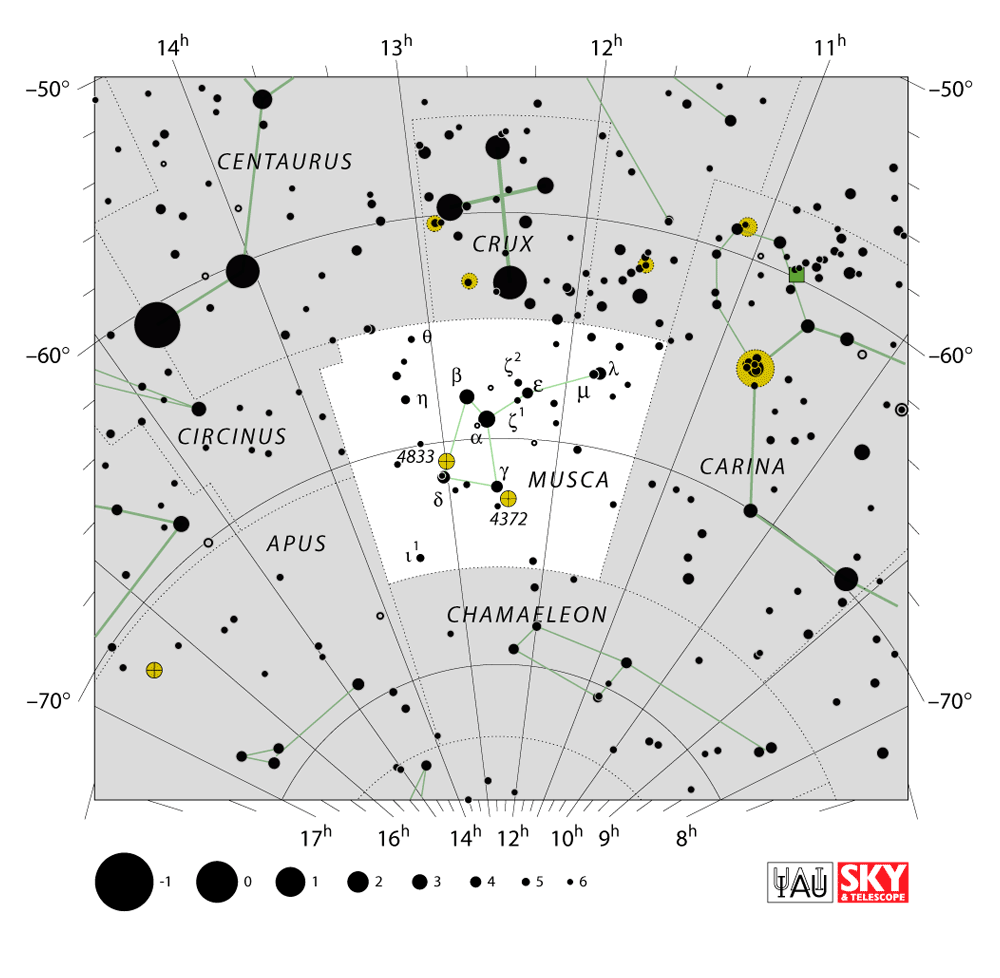 14h 13h 12h 11h
–50° –50°
CENTAURUS
CRUX
θ
–60° –60°
ζ2 λ
β ε
η μ
ζ1
CIRCINUS α
4833 CARINA
γ MUSCA
δ
4372
APUS
ι1
CHAMAELEON
–70° –70°
17h 16h 14h 12h 10h 9h 8h
-1 0 1 2 3 4 5 6
IAU
SKY
& TELESCOPE